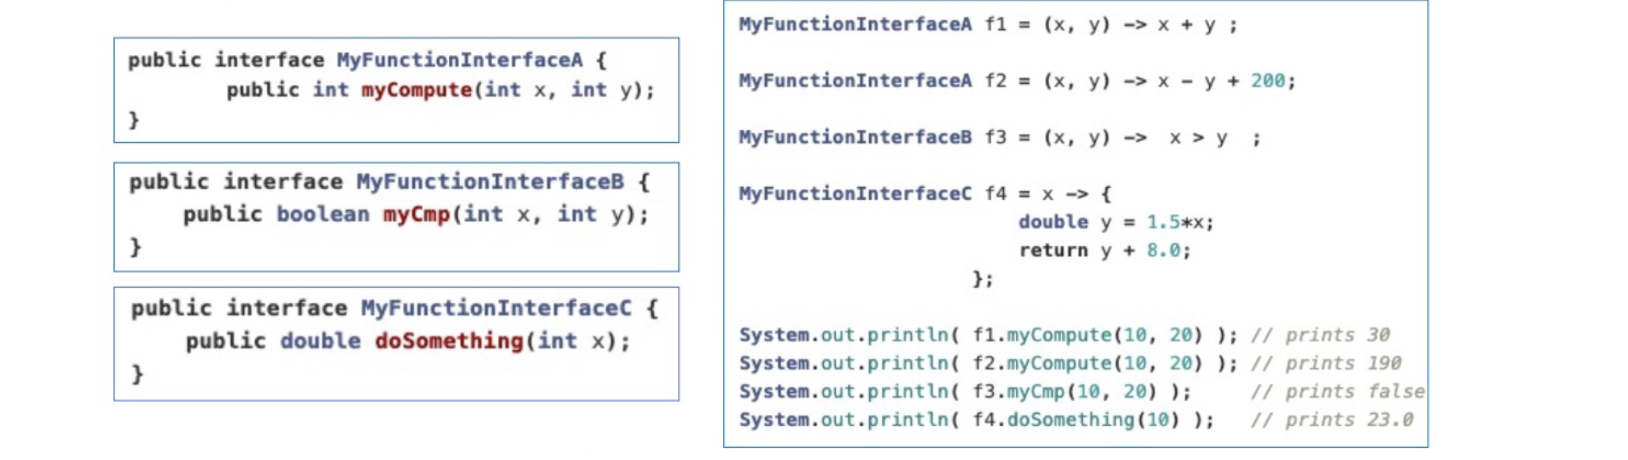 public interface MyFunctionInterfaceA {
public int myCompute(int x, int y);
}
public interface MyFunctionInterfaceB {
public boolean myCmp(int x, int y);
}
public interface MyFunctionInterfaceC {
public double doSomething(int x);
}
MyFunctionInterfaceA f1 = (x, y) -> x + y ;
MyFunctionInterfaceA f2 = (x, y) -> x - y + 200;
MyFunctionInterfaceB f3 = (x, y) -> x > y ;
MyFunctionInterfaceC f4 = x -> {
double y = 1.5*x;
return y + 8.0;
};
System.out.println( f1.myCompute(10, 20) ); // prints 30
System.out.println( f2.myCompute(10, 20) ); // prints 190
System.out.println( f3.myCmp(10, 20) ); // prints false
System.out.println( f4.doSomething(10) ); // prints 23.0